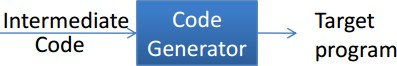 Intermediate
Code
Code
Generator
Target
program